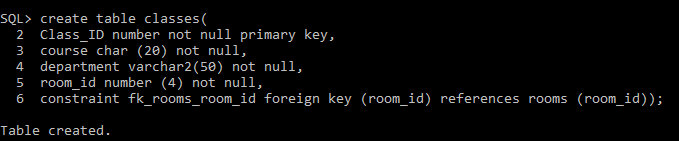 SQL> create table classes(
  2  Class_ID number not null primary key,
  3  course char (20) not null,
  4  department varchar2(50) not null,
  5  room_id number (4) not null,
  6  constraint fk_rooms_room_id foreign key (room_id) references rooms (room_id));
Table created.